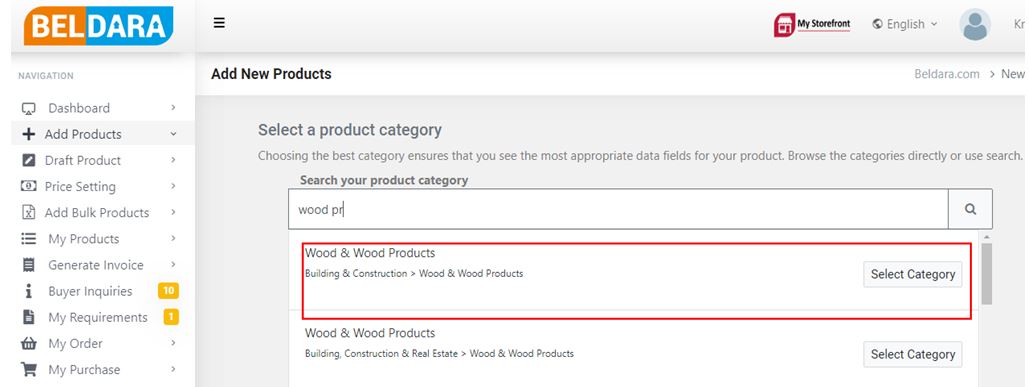 BELDARA
My Storefront
English
Kr
NAVIGATION
Add New Products
Beldara.com > New
Dashboard
Add Products
Draft Product
Price Setting
Add Bulk Products
My Products
Generate Invoice
Buyer Inquiries 10
My Requirements 1
My Order
My Purchase
Select a product category
Choosing the best category ensures that you see the most appropriate data fields for your product. Browse the categories directly or use search.
Search your product category
wood pr
Wood & Wood Products
Building & Construction > Wood & Wood Products
Select Category
Wood & Wood Products
Building, Construction & Real Estate > Wood & Wood Products
Select Category